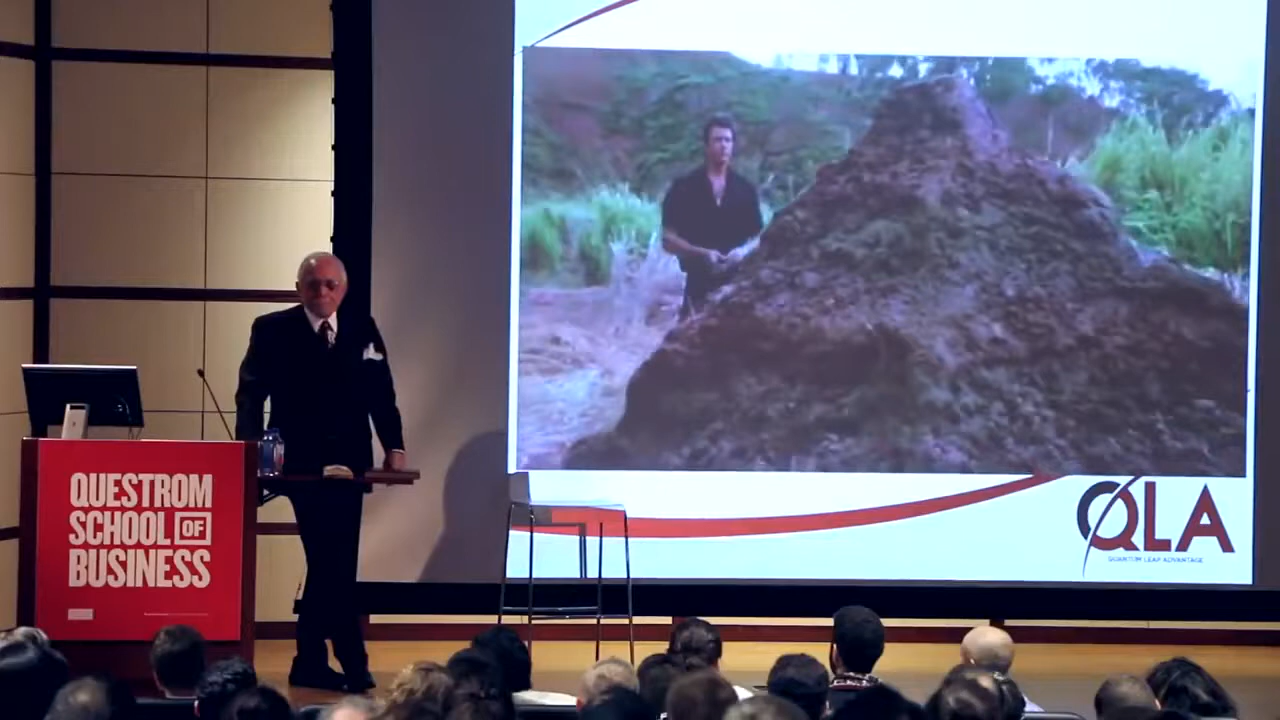 QUESTROM
SCHOOL OF
BUSINESS
QLA
QUANTUM LEAP ADVANTAGE